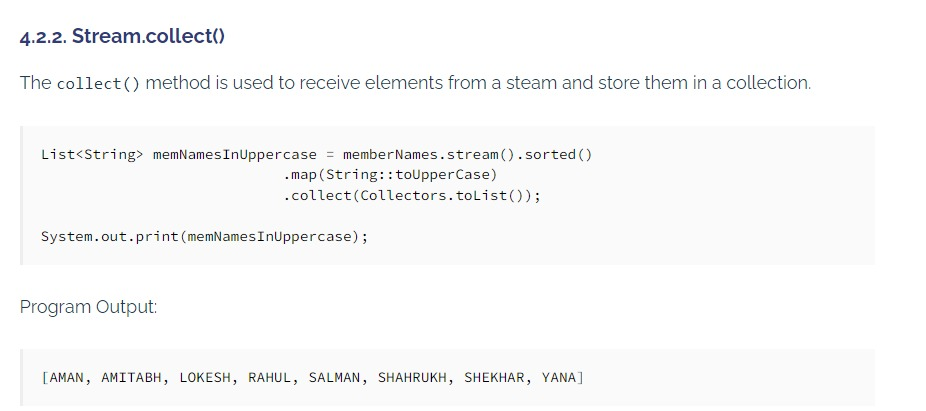 4.2.2. Stream.collect()
The collect() method is used to receive elements from a steam and store them in a collection.
List<String> memNamesInUppercase = memberNames.stream().sorted()
.map(String::toUpperCase)
.collect(Collectors.toList());
System.out.print(memNamesInUppercase);
Program Output:
[AMAN, AMITABH, LOKESH, RAHUL, SALMAN, SHAHRUKH, SHEKHAR, YANA]